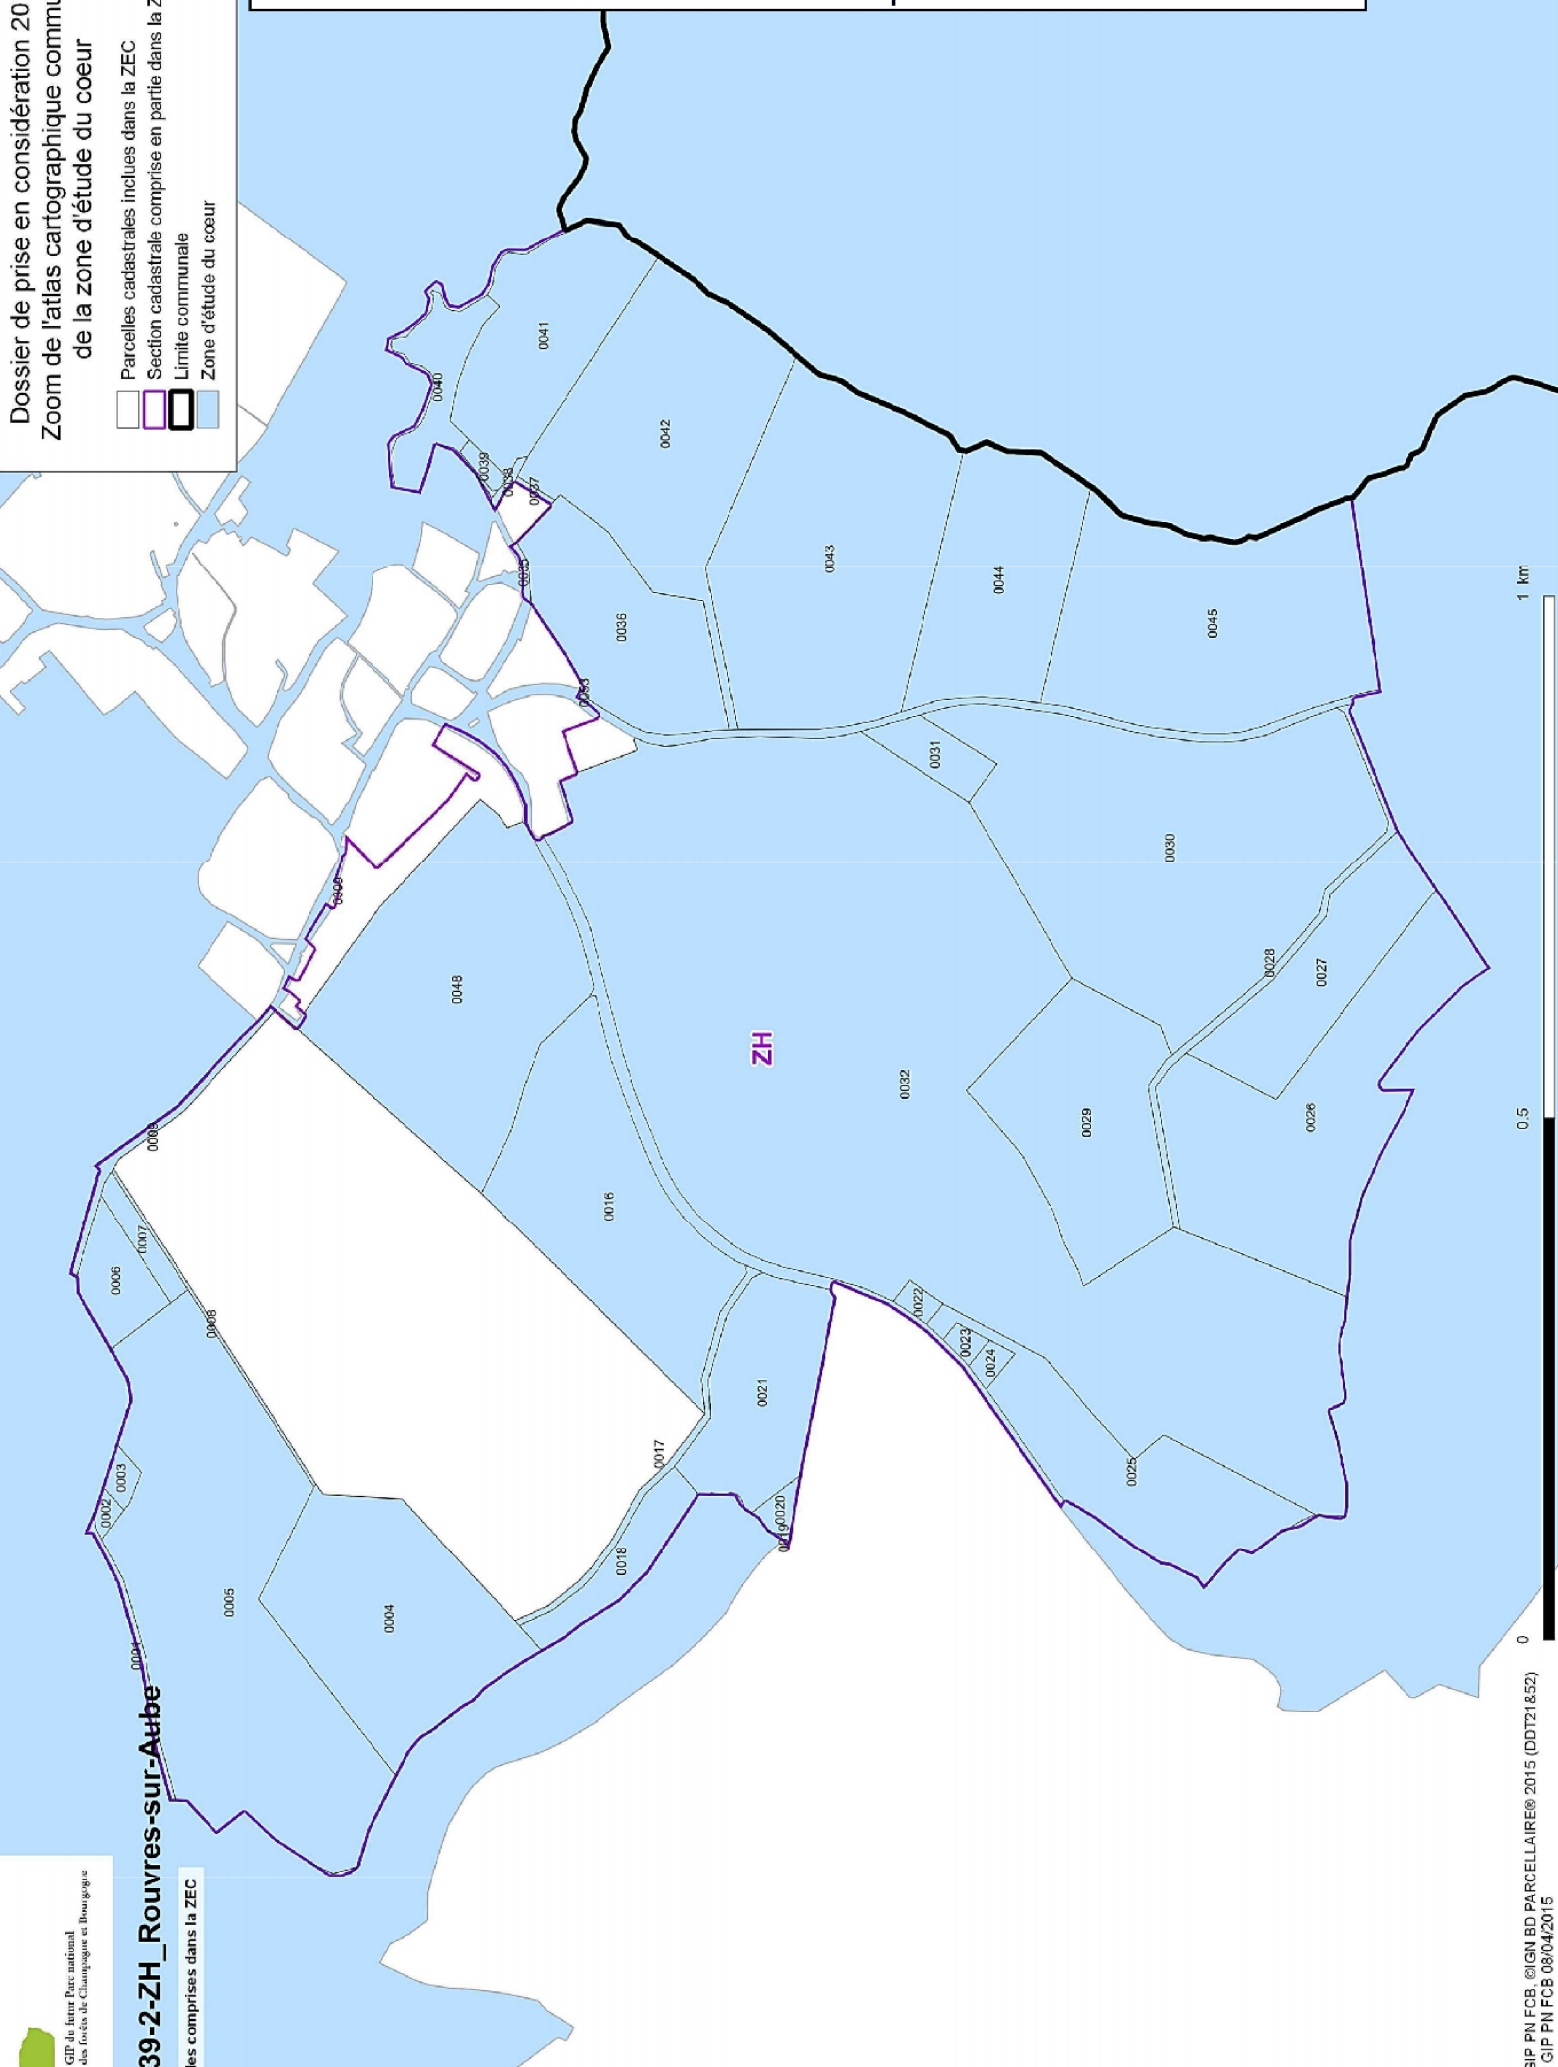 GIP du futur Parc national
des forêts de Champagne et Bourgogne
39-2-ZH_Rouvres-sur-Aube
les comprises dans la ZEC
Dossier de prise en considération 20
Zoom de l'atlas cartographique commu
de la zone d'étude du coeur
Parcelles cadastrales inclues dans la ZEC
Section cadastrale comprise en partie dans la Z
Limite communale
Zone d'étude du cœur
0001
0002
0003
0004
0005
0006
0007
0008
0009
0009
0048
0016
0017
0018
0019
0020
0021
0022
0023
0024
0025
0026
0027
0028
0029
0030
0031
0032
ZH
0036
0037
0038
0039
0040
0041
0042
0043
0044
0045
0
0.5
1 km
GIP PN FCB, ©IGN BD PARCELLAIRE® 2015 (DDT21&52)
GIP PN FCB 08/04/2015